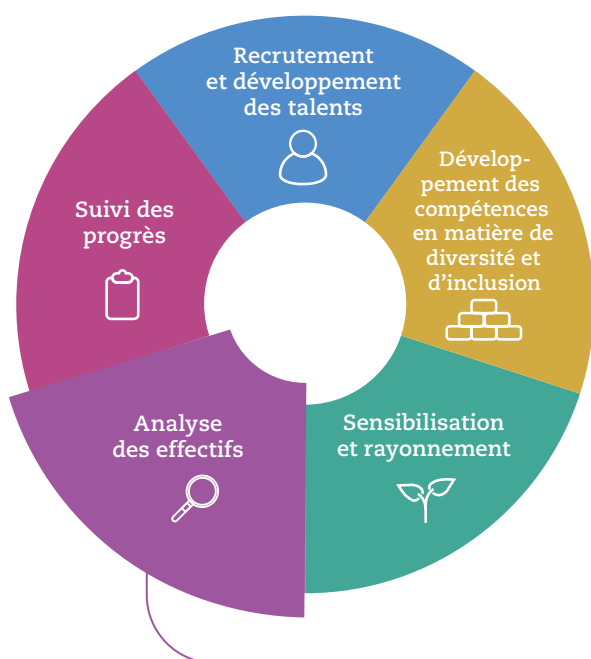 Recrutement
et développement
des talents
Dévelop-
pement des
compétences
en matière de
diversité et
d'inclusion
Sensibilisation
et rayonnement
Analyse
des effectifs
Suivi des
progrès